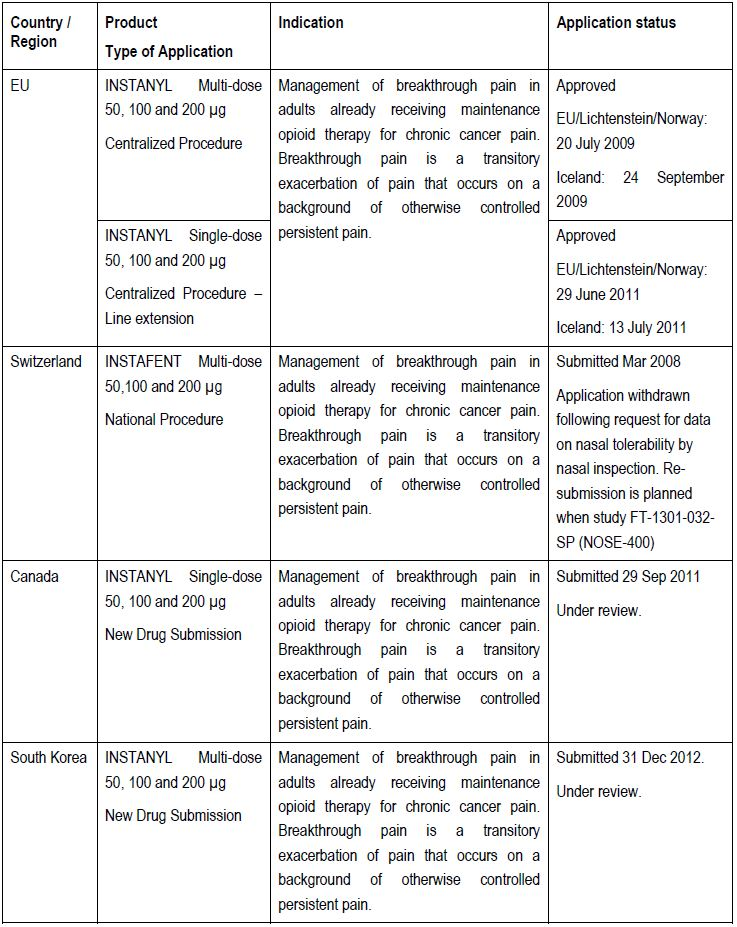 Country / Region
Product
Type of Application
Indication
Application status
EU
INSTANYL Multi-dose
50, 100 and 200 µg
Centralized Procedure
Management of breakthrough pain in
adults already receiving maintenance
opioid therapy for chronic cancer pain.
Breakthrough pain is a transitory
exacerbation of pain that occurs on a
background of otherwise controlled
persistent pain.
Approved
EU/Lichtenstein/Norway:
20 July 2009
Iceland: 24 September
2009
INSTANYL Single-dose
50, 100 and 200 µg
Centralized Procedure –
Line extension
Approved
EU/Lichtenstein/Norway:
29 June 2011
Iceland: 13 July 2011
Switzerland
INSTAFENT Multi-dose
50,100 and 200 µg
National Procedure
Management of breakthrough pain in
adults already receiving maintenance
opioid therapy for chronic cancer pain.
Breakthrough pain is a transitory
exacerbation of pain that occurs on a
background of otherwise controlled
persistent pain.
Submitted Mar 2008
Application withdrawn
following request for data
on nasal tolerability by
nasal inspection. Re-
submission is planned
when study FT-1301-032-
SP (NOSE-400)
Canada
INSTANYL Single-dose
50, 100 and 200 µg
New Drug Submission
Management of breakthrough pain in
adults already receiving maintenance
opioid therapy for chronic cancer pain.
Breakthrough pain is a transitory
exacerbation of pain that occurs on a
background of otherwise controlled
persistent pain.
Submitted 29 Sep 2011
Under review.
South Korea
INSTANYL Multi-dose
50, 100 and 200 µg
New Drug Submission
Management of breakthrough pain in
adults already receiving maintenance
opioid therapy for chronic cancer pain.
Breakthrough pain is a transitory
exacerbation of pain that occurs on a
background of otherwise controlled
persistent pain.
Submitted 31 Dec 2012.
Under review.